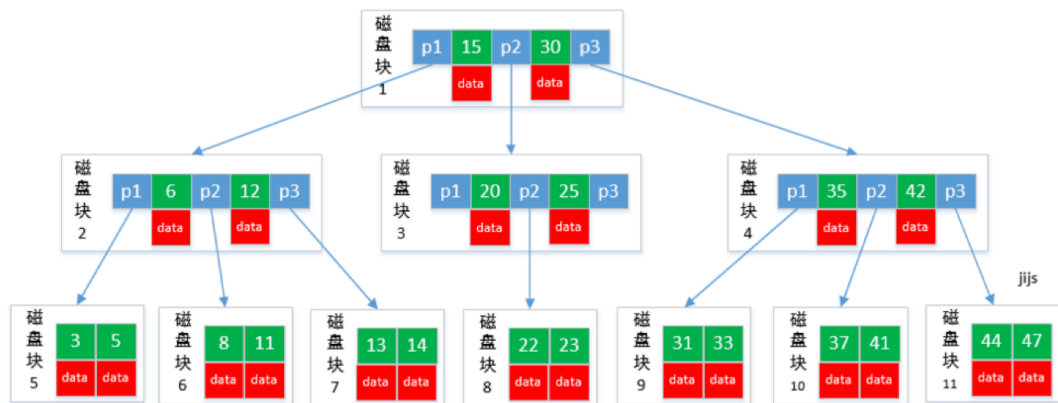 磁盘块1
p1 15 p2 30 p3
data data
磁盘块2
p1 6 p2 12 p3
data data
磁盘块3
p1 20 p2 25 p3
data data
磁盘块4
p1 35 p2 42 p3
data data
jijs
磁盘块5
3 5
data data
磁盘块6
8 11
data data
磁盘块7
13 14
data data
磁盘块8
22 23
data data
磁盘块9
31 33
data data
磁盘块10
37 41
data data
磁盘块11
44 47
data data